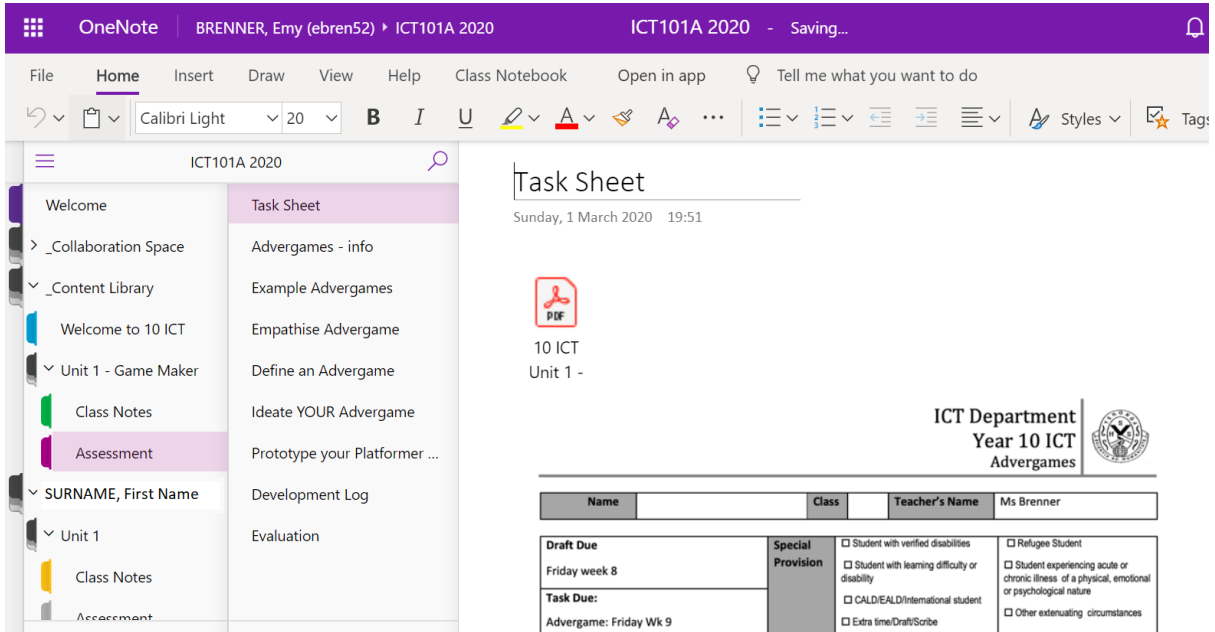 OneNote
BRENNER, Emy (ebren52) ICT101A 2020
ICT101A 2020 - Saving...
File Home Insert Draw View Help Class Notebook Open in app Tell me what you want to do
Calibri Light 20 B I U A A ... Styles Tags
ICT101A 2020
Welcome
_Collaboration Space
_Content Library
Welcome to 10 ICT
Unit 1 - Game Maker
Class Notes
Assessment
SURNAME, First Name
Unit 1
Class Notes
Assessment
Task Sheet
Advergames - info
Example Advergames
Empathise Advergame
Define an Advergame
Ideate YOUR Advergame
Prototype your Platformer ...
Development Log
Evaluation
Task Sheet
Sunday, 1 March 2020 19:51
PDF
10 ICT
Unit 1 -
ICT Department
Year 10 ICT
Advergames
Name Class Teacher's Name Ms Brenner
Draft Due
Friday week 8
Task Due:
Advergame: Friday Wk 9
Special
Provision
Student with verified disabilities
Student with learning difficulty or
disability
CALD/EALD/International student
Extra time/Draft/Scribe
Refugee Student
Student experiencing acute or
chronic illness of a physical, emotional
or psychological nature
Other extenuating circumstances